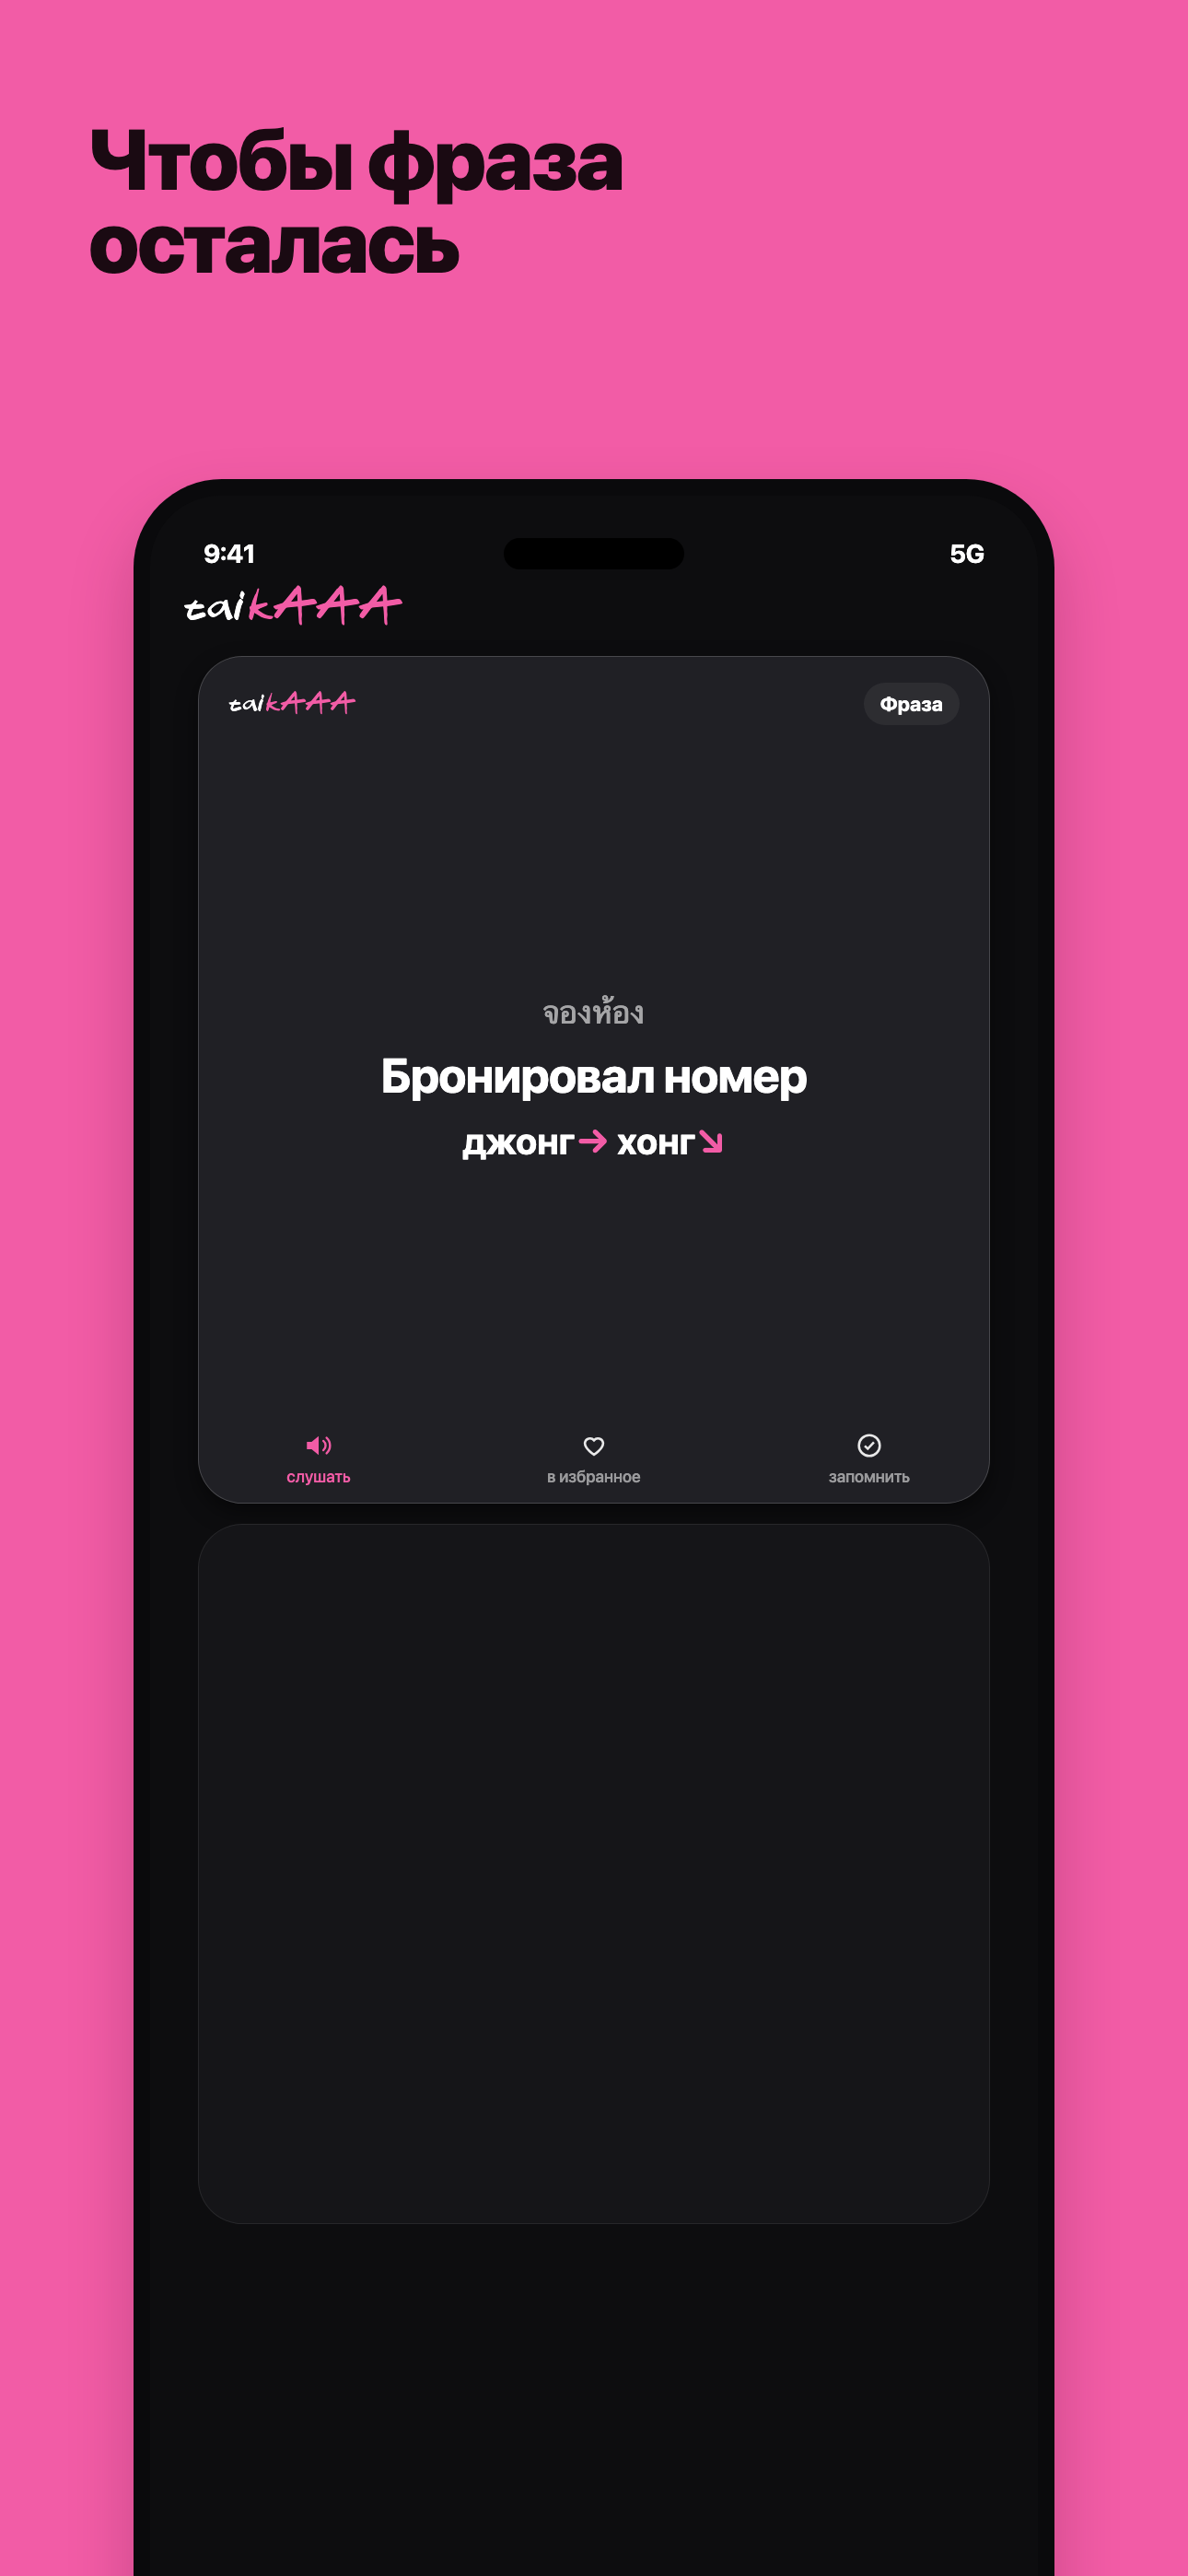 Чтобы фраза
осталась
9:41
5G
taikAAA
taikAAA
Фраза
จองห้อง
Бронировал номер
джонг→ хонг↘
слушать
в избранное
запомнить